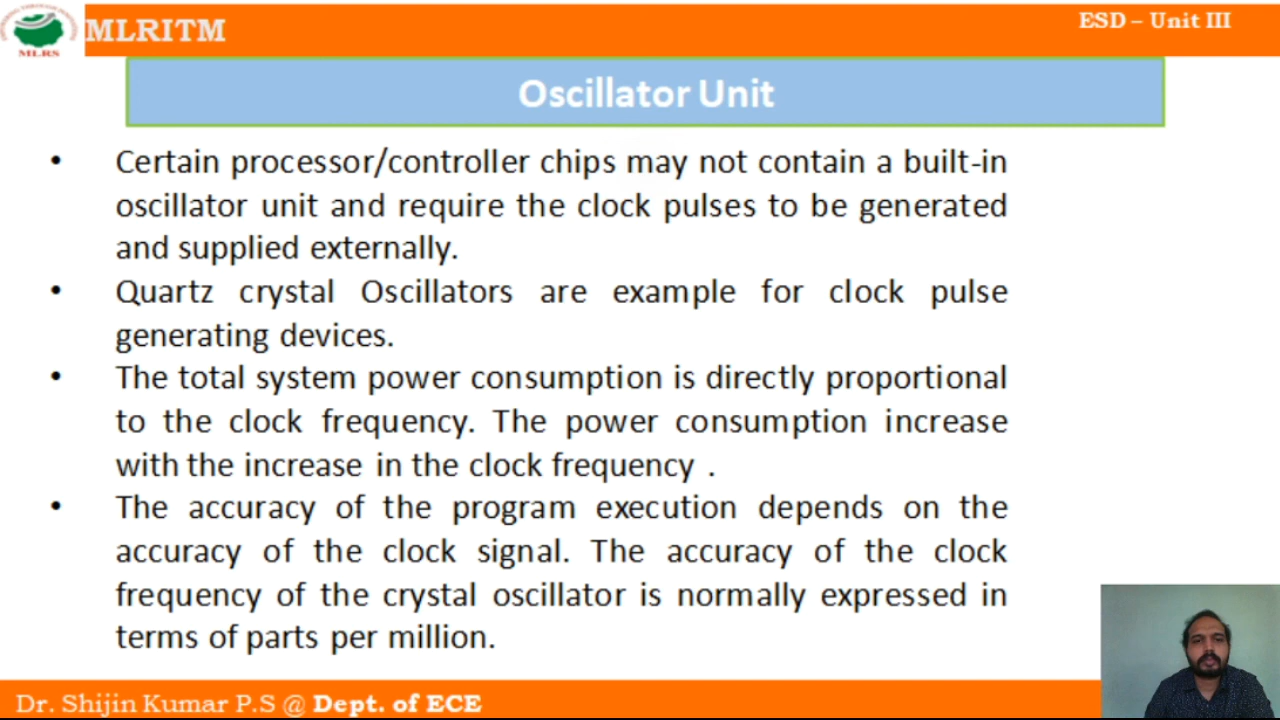 MLRITM
ESD – Unit III
MLRS
Oscillator Unit
• Certain processor/controller chips may not contain a built-in
oscillator unit and require the clock pulses to be generated
and supplied externally.
• Quartz crystal Oscillators are example for clock pulse
generating devices.
• The total system power consumption is directly proportional
to the clock frequency. The power consumption increase
with the increase in the clock frequency .
• The accuracy of the program execution depends on the
accuracy of the clock signal. The accuracy of the clock
frequency of the crystal oscillator is normally expressed in
terms of parts per million.
Dr. Shijin Kumar P.S @ Dept. of ECE